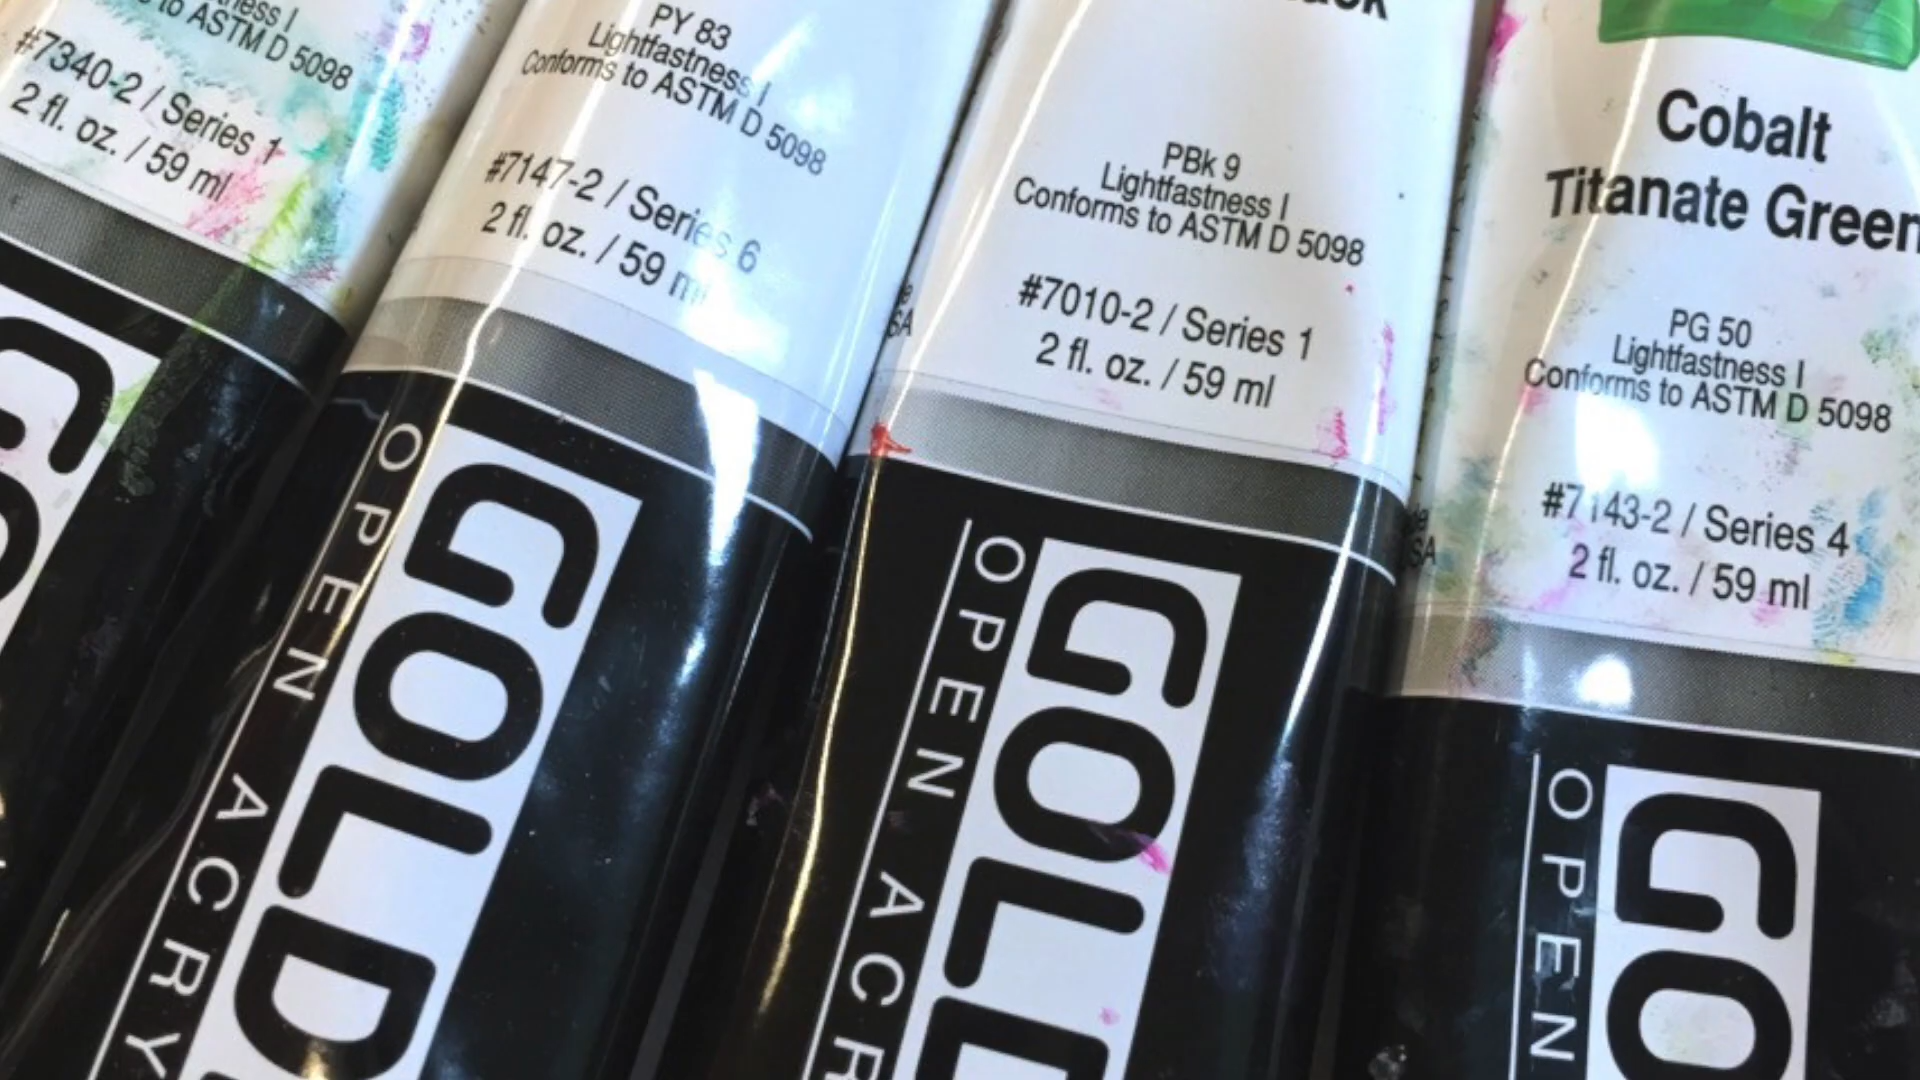 to ASTM D 5098
#7340-2 / Series 1
2 fl. oz. / 59 ml
PY 83
Lightfastness I
Conforms to ASTM D 5098
#7147-2 / Series 6
2 fl. oz. / 59 ml
OPEN ACRY
GOLD
PBk 9
Lightfastness I
Conforms to ASTM D 5098
#7010-2 / Series 1
2 fl. oz. / 59 ml
OPEN ACR
GOLD
Cobalt
Titanate Green
PG 50
Lightfastness I
Conforms to ASTM D 5098
#7143-2 / Series 4
2 fl. oz. / 59 ml
OPEN
GO